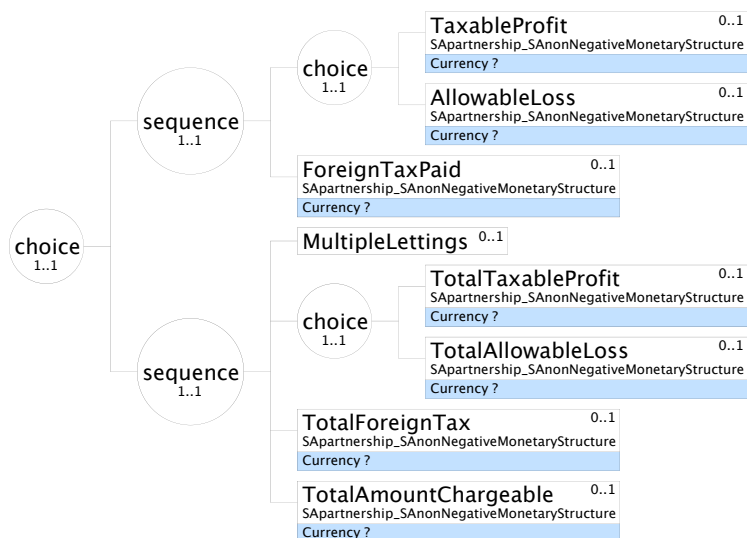 TaxableProfit 0..1
SApartnership_SAnonNegativeMonetaryStructure
Currency ?
choice
1..1
AllowableLoss 0..1
SApartnership_SAnonNegativeMonetaryStructure
Currency ?
sequence
1..1
ForeignTaxPaid 0..1
SApartnership_SAnonNegativeMonetaryStructure
Currency ?
choice
1..1
MultipleLettings 0..1
TotalTaxableProfit 0..1
SApartnership_SAnonNegativeMonetaryStructure
Currency ?
choice
1..1
TotalAllowableLoss 0..1
SApartnership_SAnonNegativeMonetaryStructure
Currency ?
sequence
1..1
TotalForeignTax 0..1
SApartnership_SAnonNegativeMonetaryStructure
Currency ?
TotalAmountChargeable 0..1
SApartnership_SAnonNegativeMonetaryStructure
Currency ?